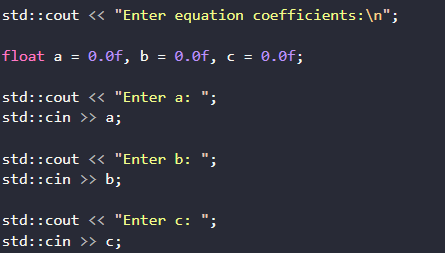 std::cout << "Enter equation coefficients:\n";
float a = 0.0f, b = 0.0f, c = 0.0f;
std::cout << "Enter a: ";
std::cin >> a;
std::cout << "Enter b: ";
std::cin >> b;
std::cout << "Enter c: ";
std::cin >> c;